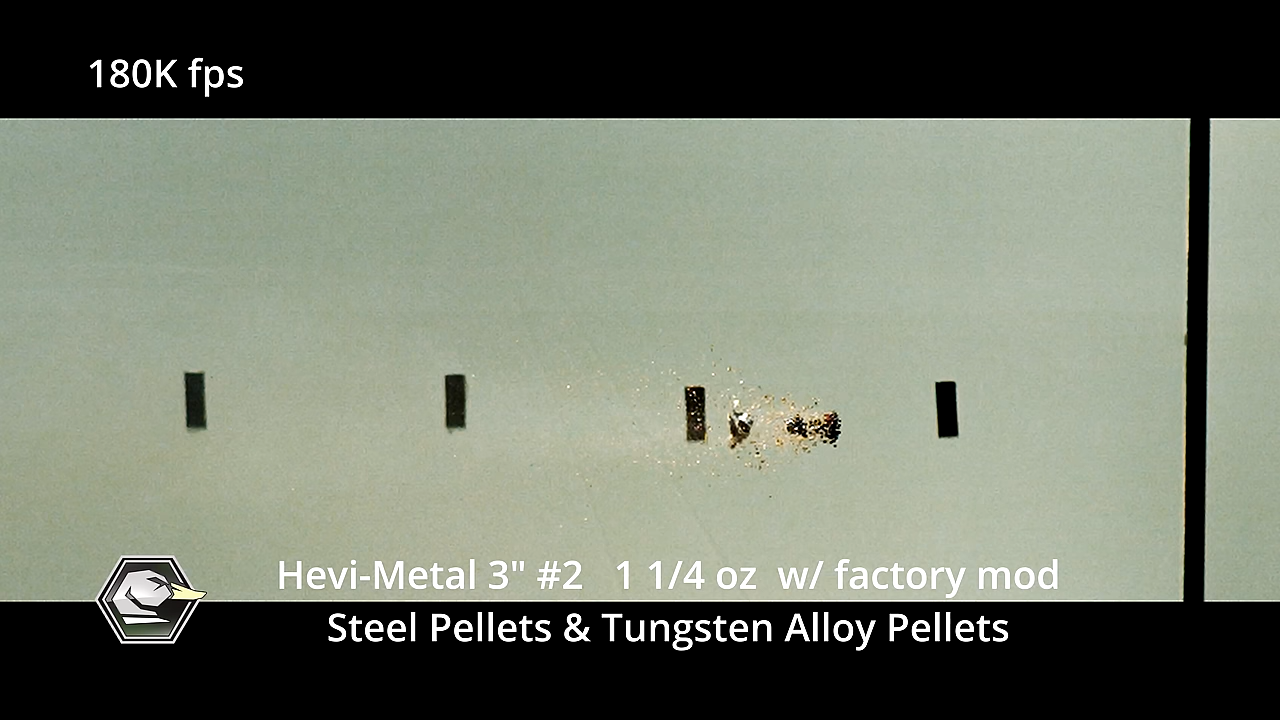 180K fps
Hevi-Metal 3" #2   1 1/4 oz  w/ factory mod
Steel Pellets & Tungsten Alloy Pellets